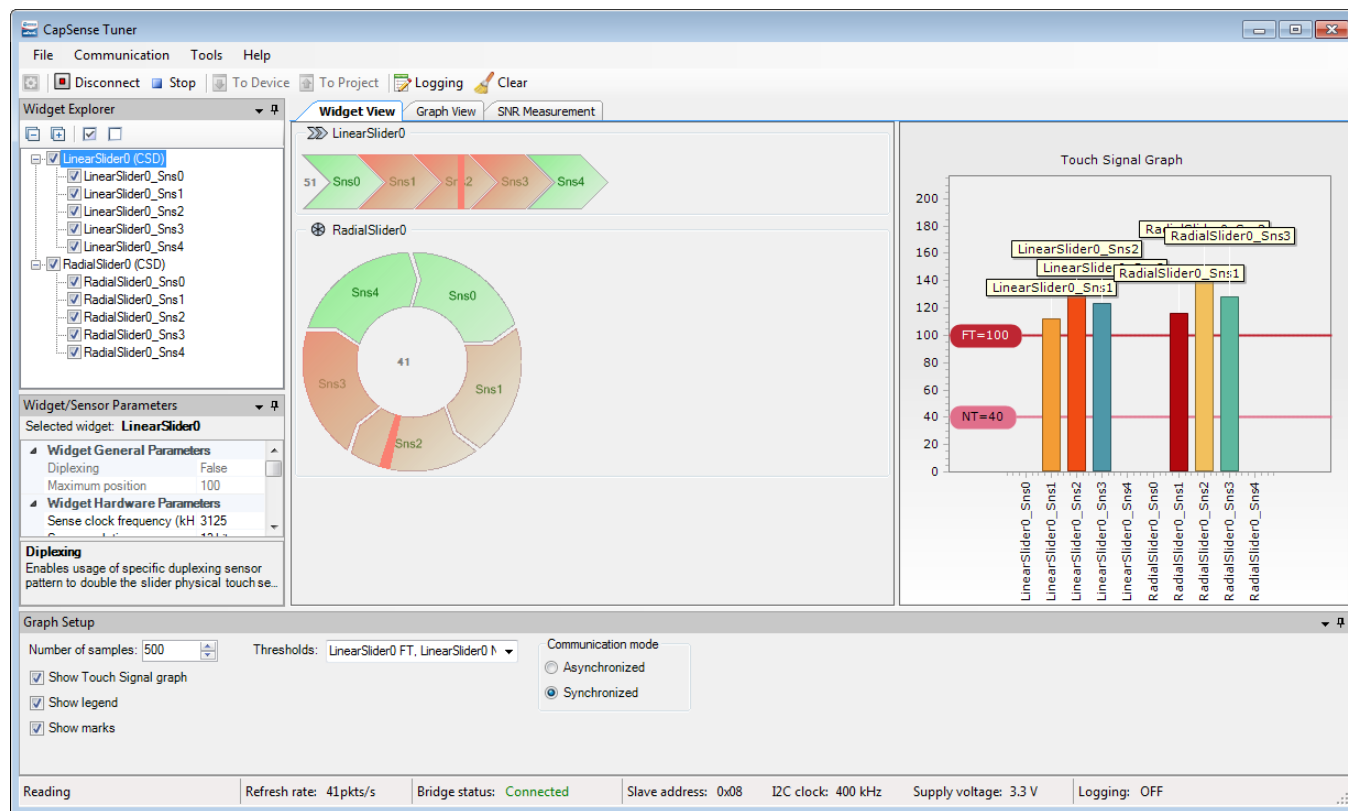 CapSense Tuner
File Communication Tools Help
Disconnect Stop To Device To Project Logging Clear
Widget Explorer
LinearSlider0 (CSD)
LinearSlider0_Sns0
LinearSlider0_Sns1
LinearSlider0_Sns2
LinearSlider0_Sns3
LinearSlider0_Sns4
RadialSlider0 (CSD)
RadialSlider0_Sns0
RadialSlider0_Sns1
RadialSlider0_Sns2
RadialSlider0_Sns3
RadialSlider0_Sns4
Widget/Sensor Parameters
Selected widget: LinearSlider0
Widget General Parameters
Diplexing False
Maximum position 100
Widget Hardware Parameters
Sense clock frequency (kH 3125
Diplexing
Enables usage of specific duplexing sensor
pattern to double the slider physical touch se...
Widget View Graph View SNR Measurement
LinearSlider0
51 Sns0 Sns1 Sns2 Sns3 Sns4
RadialSlider0
Sns4 Sns0
41
Sns3 Sns1
Sns2
Touch Signal Graph
200
180
160
140
120
100
80
60
40
20
0
RadialSlider0_Sns3
LinearSlider0_Sns2
RadialSlider0_Sns1
LinearSlider0_Sns1
FT=100
NT=40
LinearSlider0_Sns0
LinearSlider0_Sns1
LinearSlider0_Sns2
LinearSlider0_Sns3
LinearSlider0_Sns4
RadialSlider0_Sns0
RadialSlider0_Sns1
RadialSlider0_Sns2
RadialSlider0_Sns3
RadialSlider0_Sns4
Graph Setup
Number of samples: 500 Thresholds: LinearSlider0 FT, LinearSlider0 N
Show Touch Signal graph
Show legend
Show marks
Communication mode
Asynchronized
Synchronized
Reading Refresh rate: 41pkts/s Bridge status: Connected Slave address: 0x08 I2C clock: 400 kHz Supply voltage: 3.3 V Logging: OFF